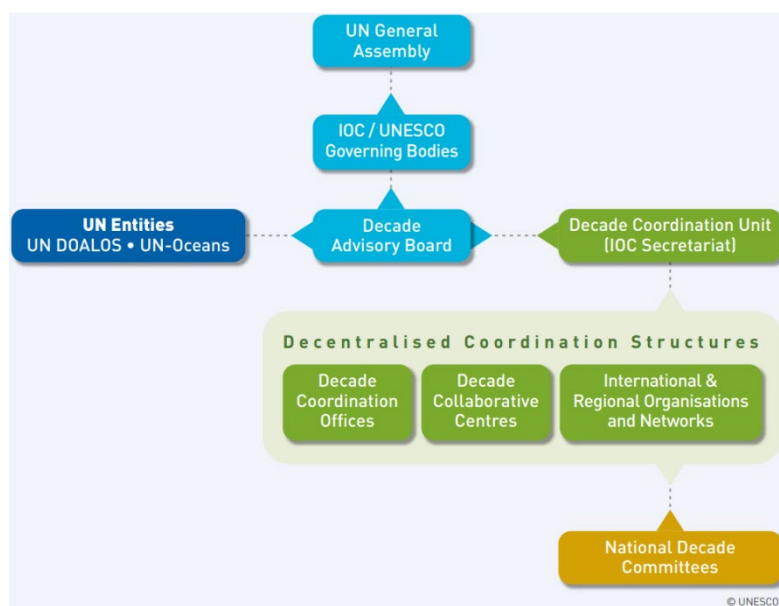 UN General
Assembly
IOC / UNESCO
Governing Bodies
UN Entities
UN DOALOS • UN-Oceans
Decade
Advisory Board
Decade Coordination Unit
(IOC Secretariat)
Decentralised Coordination Structures
Decade
Coordination
Offices
Decade
Collaborative
Centres
International &
Regional Organisations
and Networks
National Decade
Committees
© UNESCO